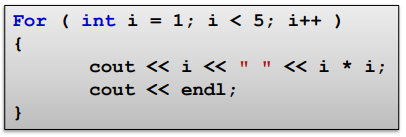 For ( int i = 1; i < 5; i++ )
{
cout << i << " " << i * i;
cout << endl;
}